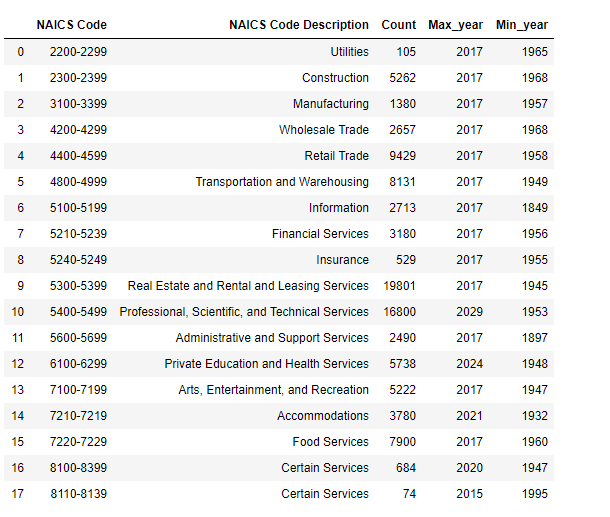 NAICS Code NAICS Code Description Count Max_year Min_year
0 2200-2299 Utilities 105 2017 1965
1 2300-2399 Construction 5262 2017 1968
2 3100-3399 Manufacturing 1380 2017 1957
3 4200-4299 Wholesale Trade 2657 2017 1968
4 4400-4599 Retail Trade 9429 2017 1958
5 4800-4999 Transportation and Warehousing 8131 2017 1949
6 5100-5199 Information 2713 2017 1849
7 5210-5239 Financial Services 3180 2017 1956
8 5240-5249 Insurance 529 2017 1955
9 5300-5399 Real Estate and Rental and Leasing Services 19801 2017 1945
10 5400-5499 Professional, Scientific, and Technical Services 16800 2029 1953
11 5600-5699 Administrative and Support Services 2490 2017 1897
12 6100-6299 Private Education and Health Services 5738 2024 1948
13 7100-7199 Arts, Entertainment, and Recreation 5222 2017 1947
14 7210-7219 Accommodations 3780 2021 1932
15 7220-7229 Food Services 7900 2017 1960
16 8100-8399 Certain Services 684 2020 1947
17 8110-8139 Certain Services 74 2015 1995